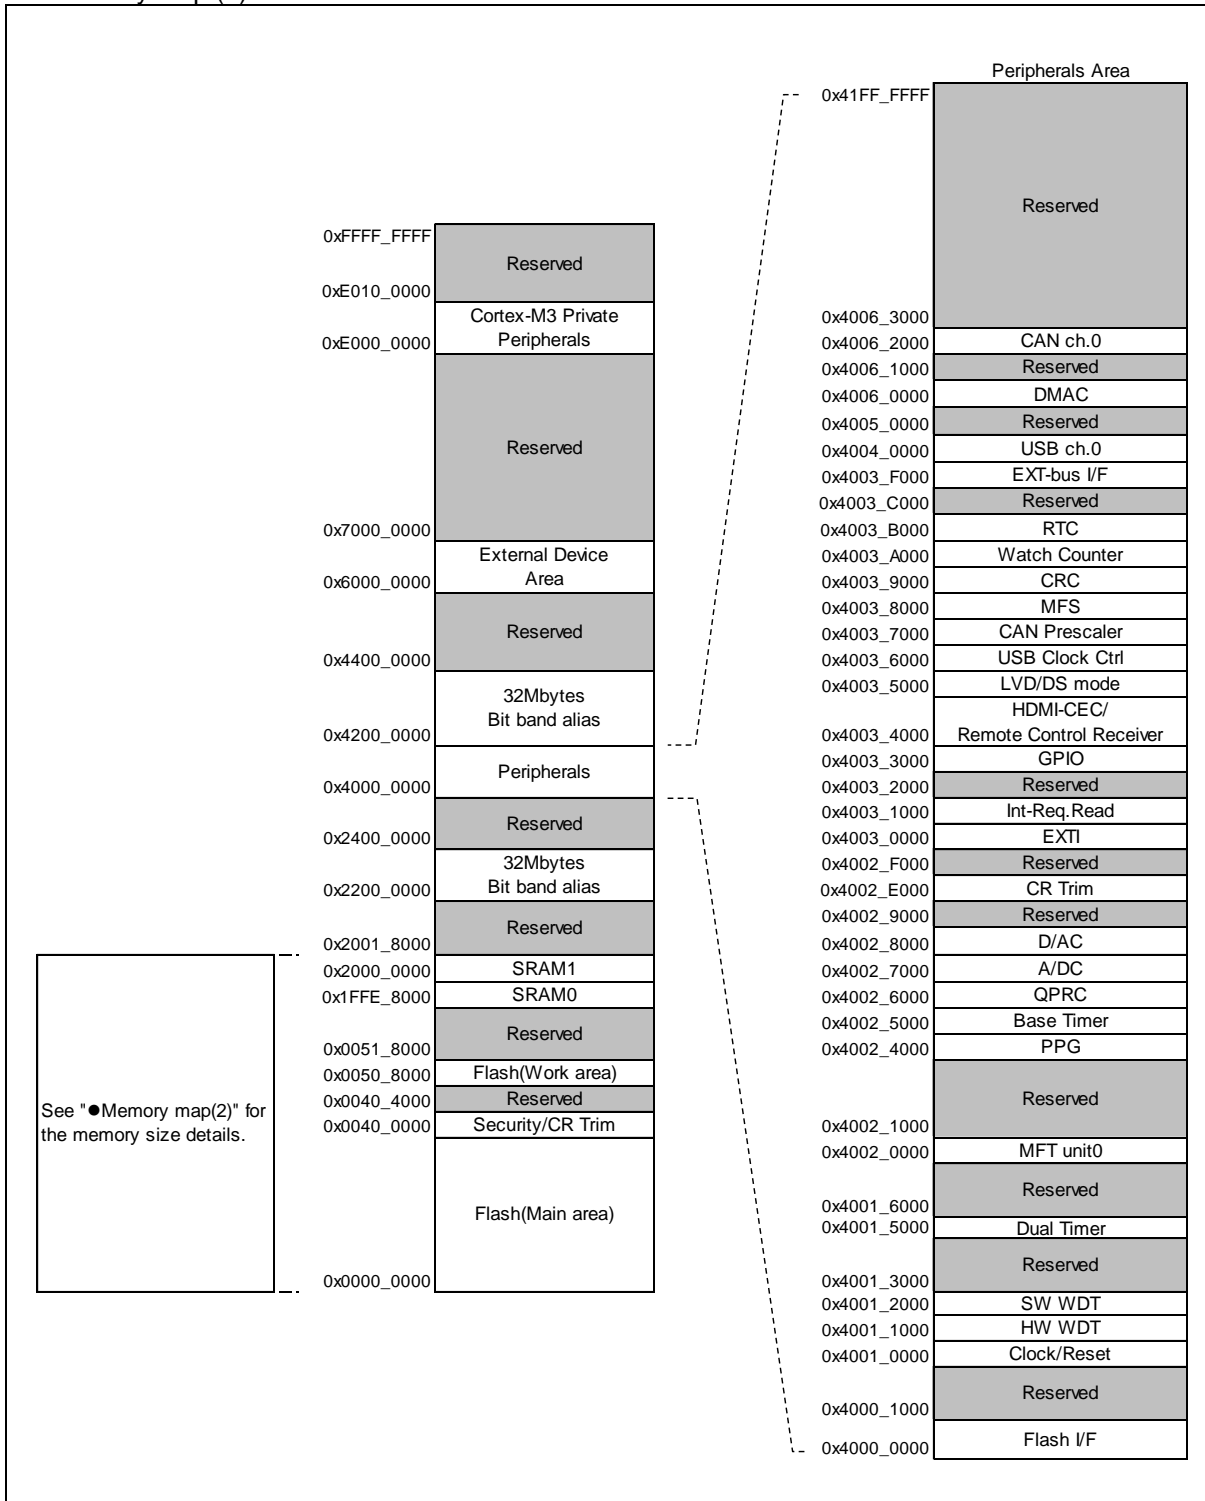 Peripherals Area
0x41FF_FFFF
Reserved
0x4006_3000
0x4006_2000 CAN ch.0
0x4006_1000 Reserved
0x4006_0000 DMAC
0x4005_0000 Reserved
0x4004_0000 USB ch.0
0x4003_F000 EXT-bus I/F
0x4003_C000 Reserved
0x4003_B000 RTC
0x4003_A000 Watch Counter
0x4003_9000 CRC
0x4003_8000 MFS
0x4003_7000 CAN Prescaler
0x4003_6000 USB Clock Ctrl
0x4003_5000 LVD/DS mode
HDMI-CEC/
0x4003_4000 Remote Control Receiver
0x4003_3000 GPIO
0x4003_2000 Reserved
0x4003_1000 Int-Req.Read
0x4003_0000 EXTI
0x4002_F000 Reserved
0x4002_E000 CR Trim
0x4002_9000 Reserved
0x4002_8000 D/AC
0x4002_7000 A/DC
0x4002_6000 QPRC
0x4002_5000 Base Timer
0x4002_4000 PPG
Reserved
0x4002_1000
0x4002_0000 MFT unit0
Reserved
0x4001_6000
0x4001_5000 Dual Timer
Reserved
0x4001_3000
0x4001_2000 SW WDT
0x4001_1000 HW WDT
0x4001_0000 Clock/Reset
Reserved
0x4000_1000
0x4000_0000 Flash I/F
0xFFFF_FFFF
Reserved
0xE010_0000
Cortex-M3 Private
0xE000_0000 Peripherals
Reserved
0x7000_0000
External Device
0x6000_0000 Area
Reserved
0x4400_0000
32Mbytes
Bit band alias
0x4200_0000
Peripherals
0x4000_0000
Reserved
0x2400_0000
32Mbytes
0x2200_0000 Bit band alias
Reserved
0x2001_8000
0x2000_0000 SRAM1
0x1FFE_8000 SRAM0
Reserved
0x0051_8000
0x0050_8000 Flash(Work area)
0x0040_4000 Reserved
0x0040_0000 Security/CR Trim
Flash(Main area)
0x0000_0000
See "●Memory map(2)" for
the memory size details.